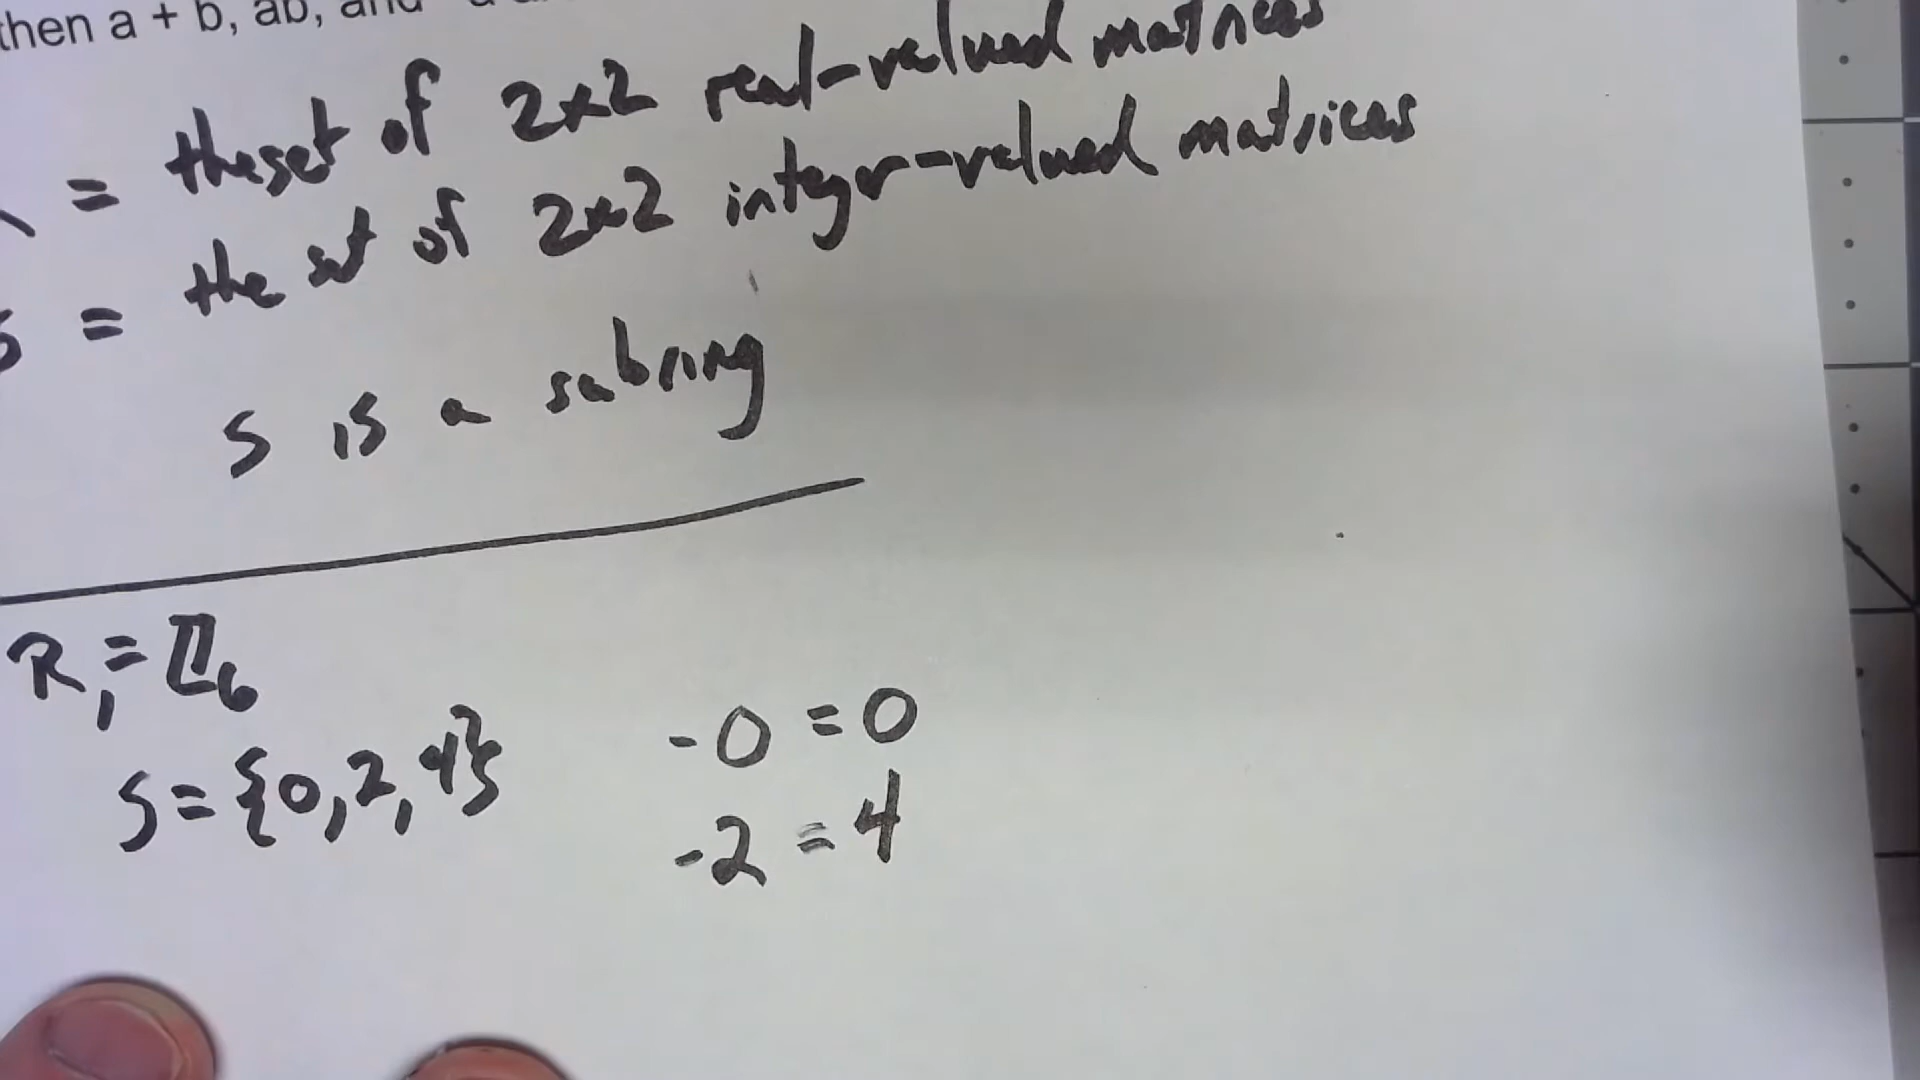 then a + b, ab, and
= the set of 2x2 real-valued matrices
S = the set of 2x2 integer-valued matrices
S is a subring
R, = ℤ6
S = {0, 2, 4}
-0 = 0
-2 = 4